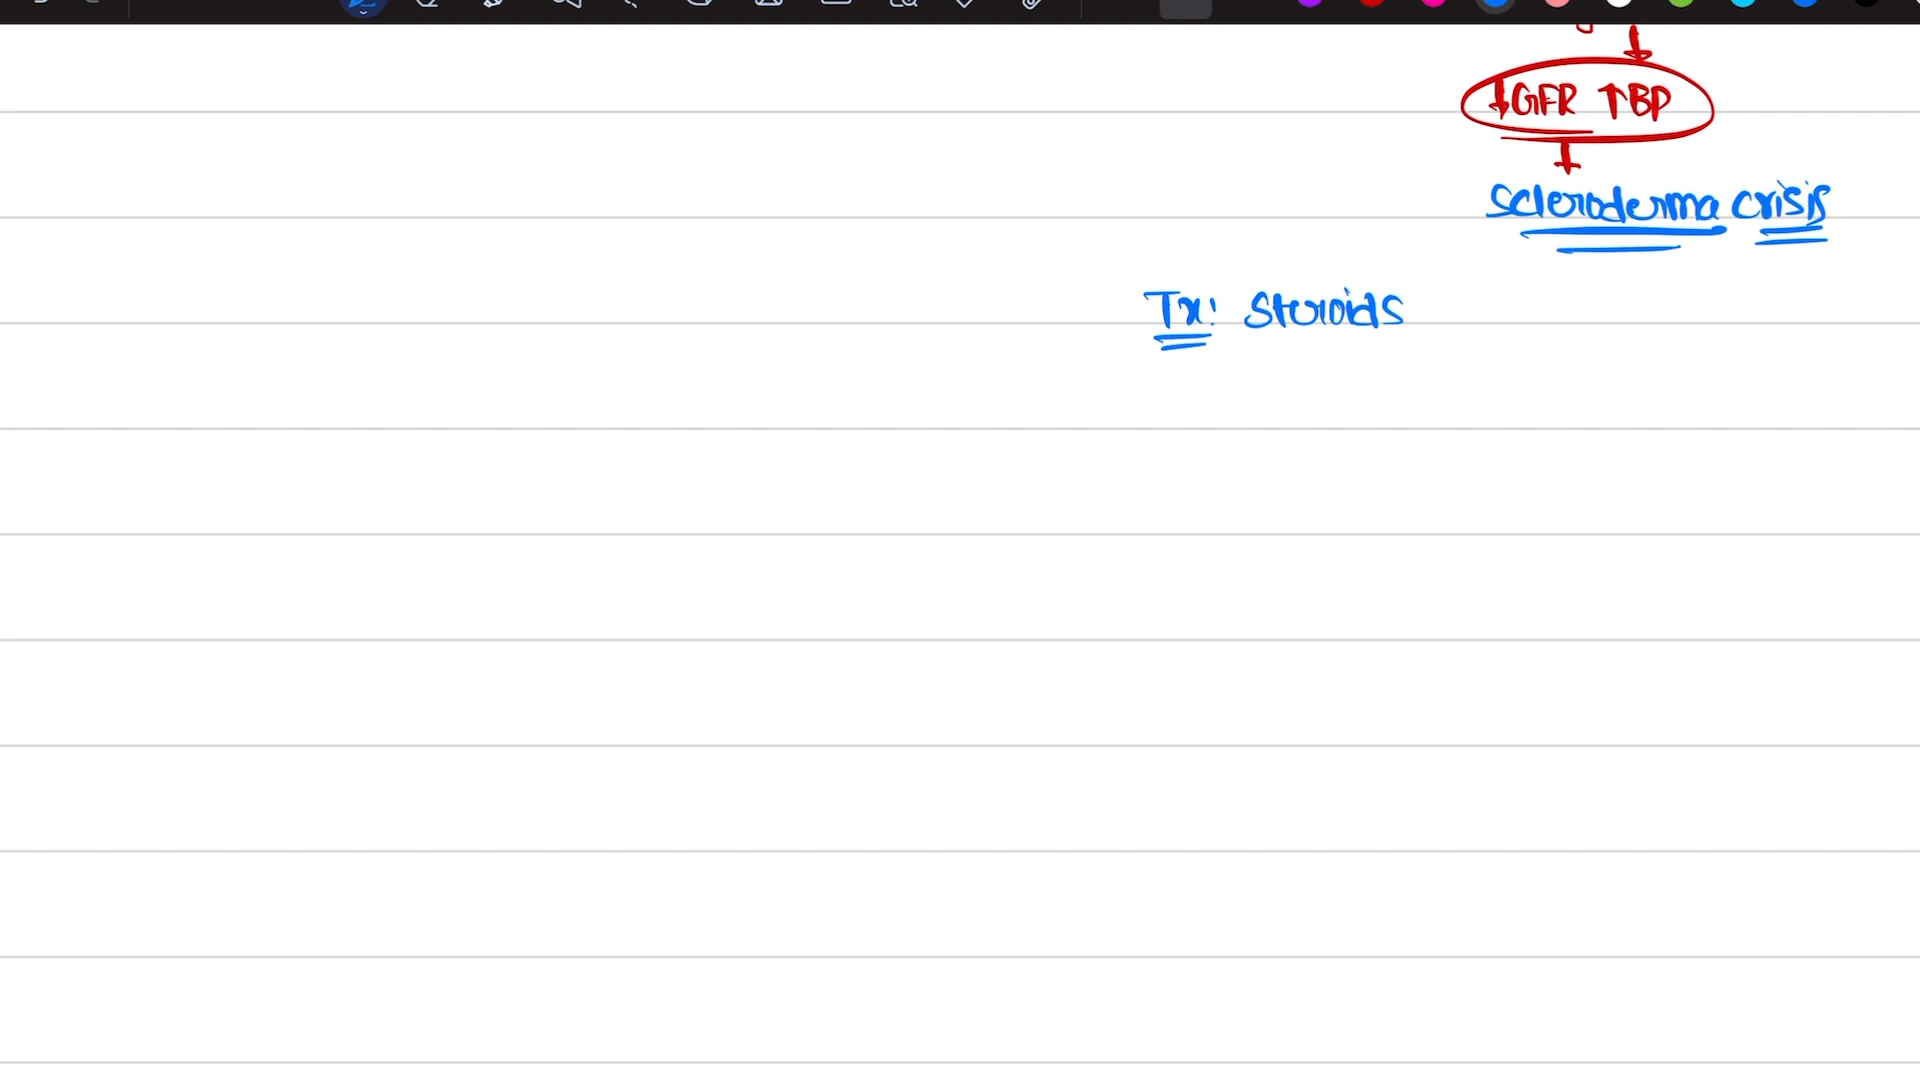 ↓GFR ↑BP
↓
Scleroderma crisis
Tx: Steroids